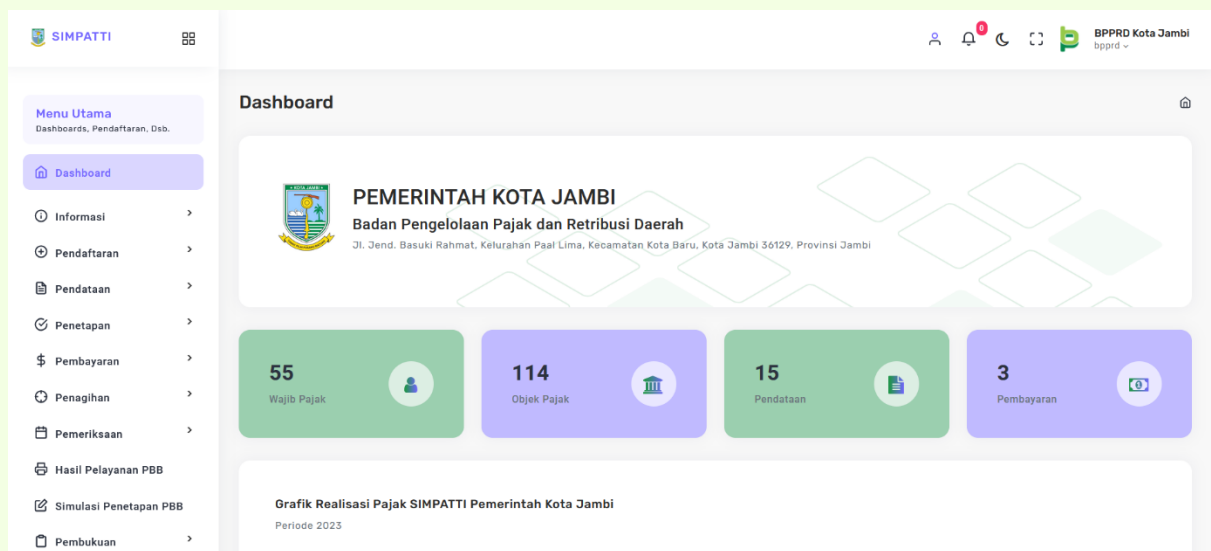 SIMPATTI
0
BPPRD Kota Jambi
bpprd
Menu Utama
Dashboards, Pendaftaran, Dsb.
Dashboard
Informasi
Pendaftaran
Pendataan
Penetapan
Pembayaran
Penagihan
Pemeriksaan
Hasil Pelayanan PBB
Simulasi Penetapan PBB
Pembukuan
Dashboard
KOTA JAMBI
PEMERINTAH KOTA JAMBI
Badan Pengelolaan Pajak dan Retribusi Daerah
Jl. Jend. Basuki Rahmat, Kelurahan Paal Lima, Kecamatan Kota Baru, Kota Jambi 36129, Provinsi Jambi
55
Wajib Pajak
114
Objek Pajak
15
Pendataan
3
Pembayaran
Grafik Realisasi Pajak SIMPATTI Pemerintah Kota Jambi
Periode 2023